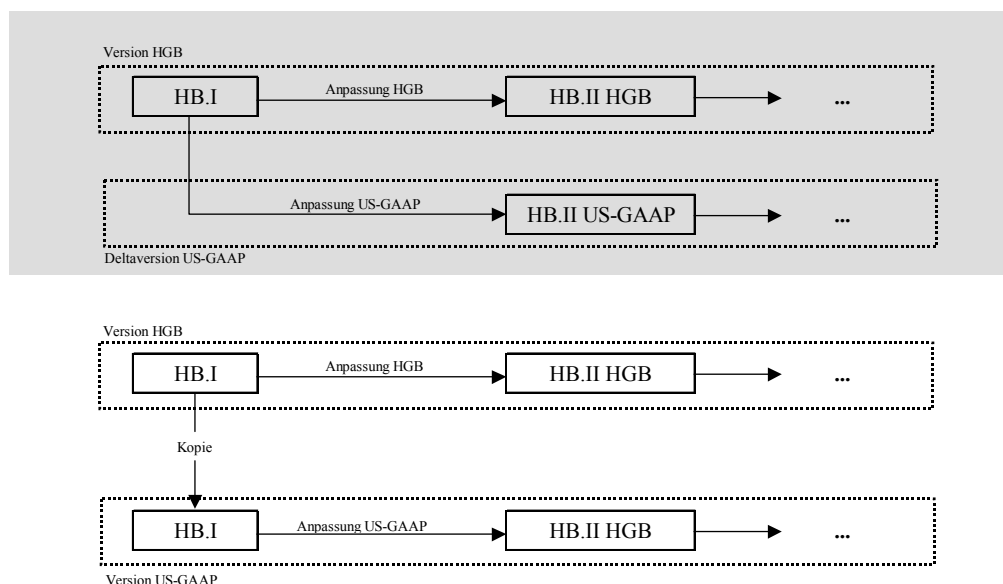 Version HGB
HB.I
Anpassung HGB
HB.II HGB
...
Anpassung US-GAAP
HB.II US-GAAP
...
Deltaversion US-GAAP
Version HGB
HB.I
Anpassung HGB
HB.II HGB
...
Kopie
HB.I
Anpassung US-GAAP
HB.II HGB
...
Version US-GAAP